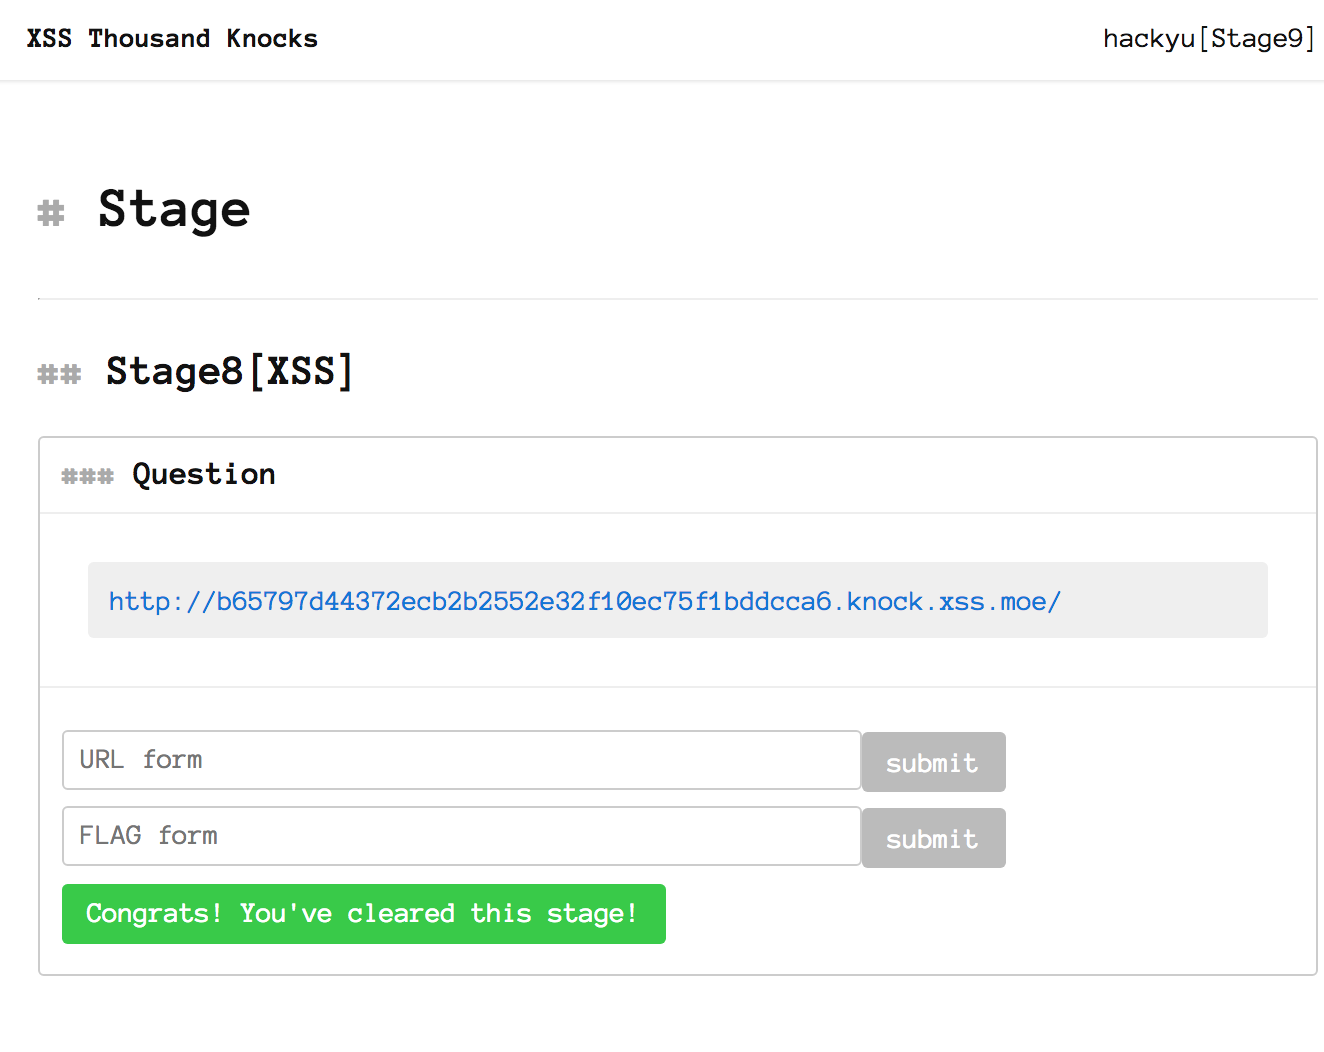 XSS Thousand Knocks
hackyu[Stage9]
# Stage
## Stage8[XSS]
### Question
http://b65797d44372ecb2b2552e32f10ec75f1bddcca6.knock.xss.moe/
URL form
submit
FLAG form
submit
Congrats! You've cleared this stage!